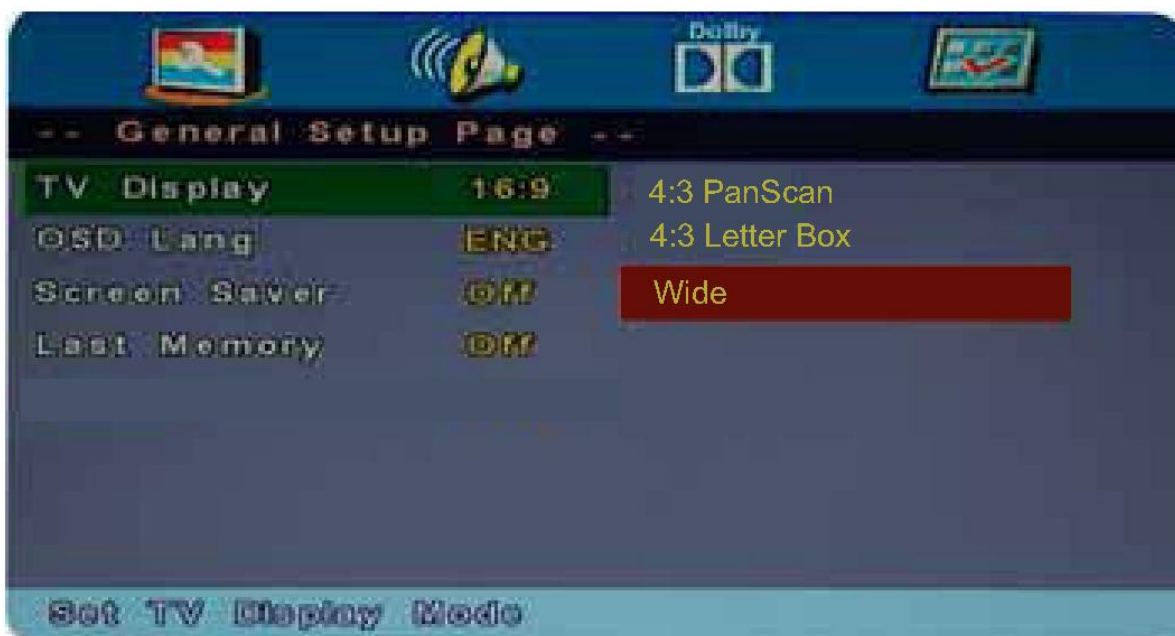 Dolby
-- General Setup Page --
TV Display 16:9 4:3 PanScan
OSD Lang ENG 4:3 Letter Box
Screen Saver Off Wide
Last Memory Off
Set TV Display Mode